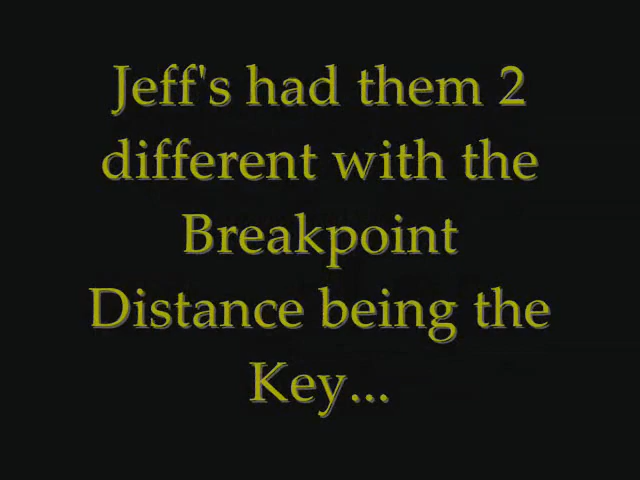 Jeff's had them 2
different with the
Breakpoint
Distance being the
Key...